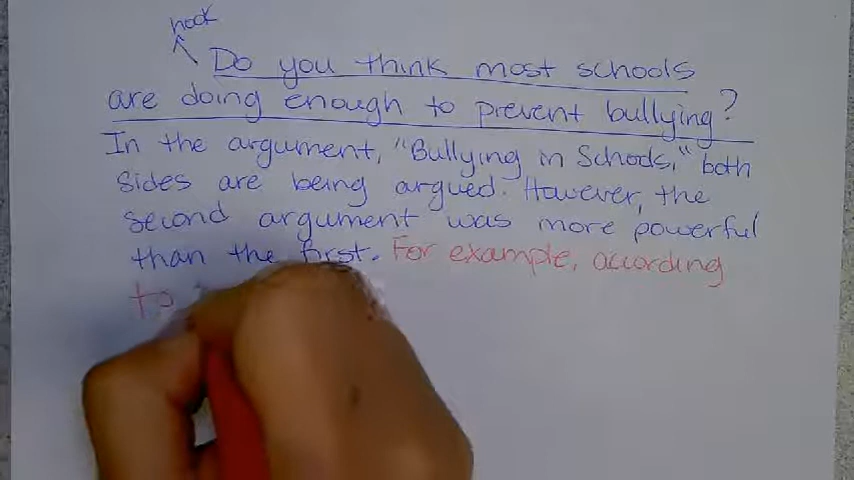 hook
Do you think most schools
are doing enough to prevent bullying?
In the argument, "Bullying in Schools," both
sides are being argued. However, the
second argument was more powerful
than the first. For example, according
to